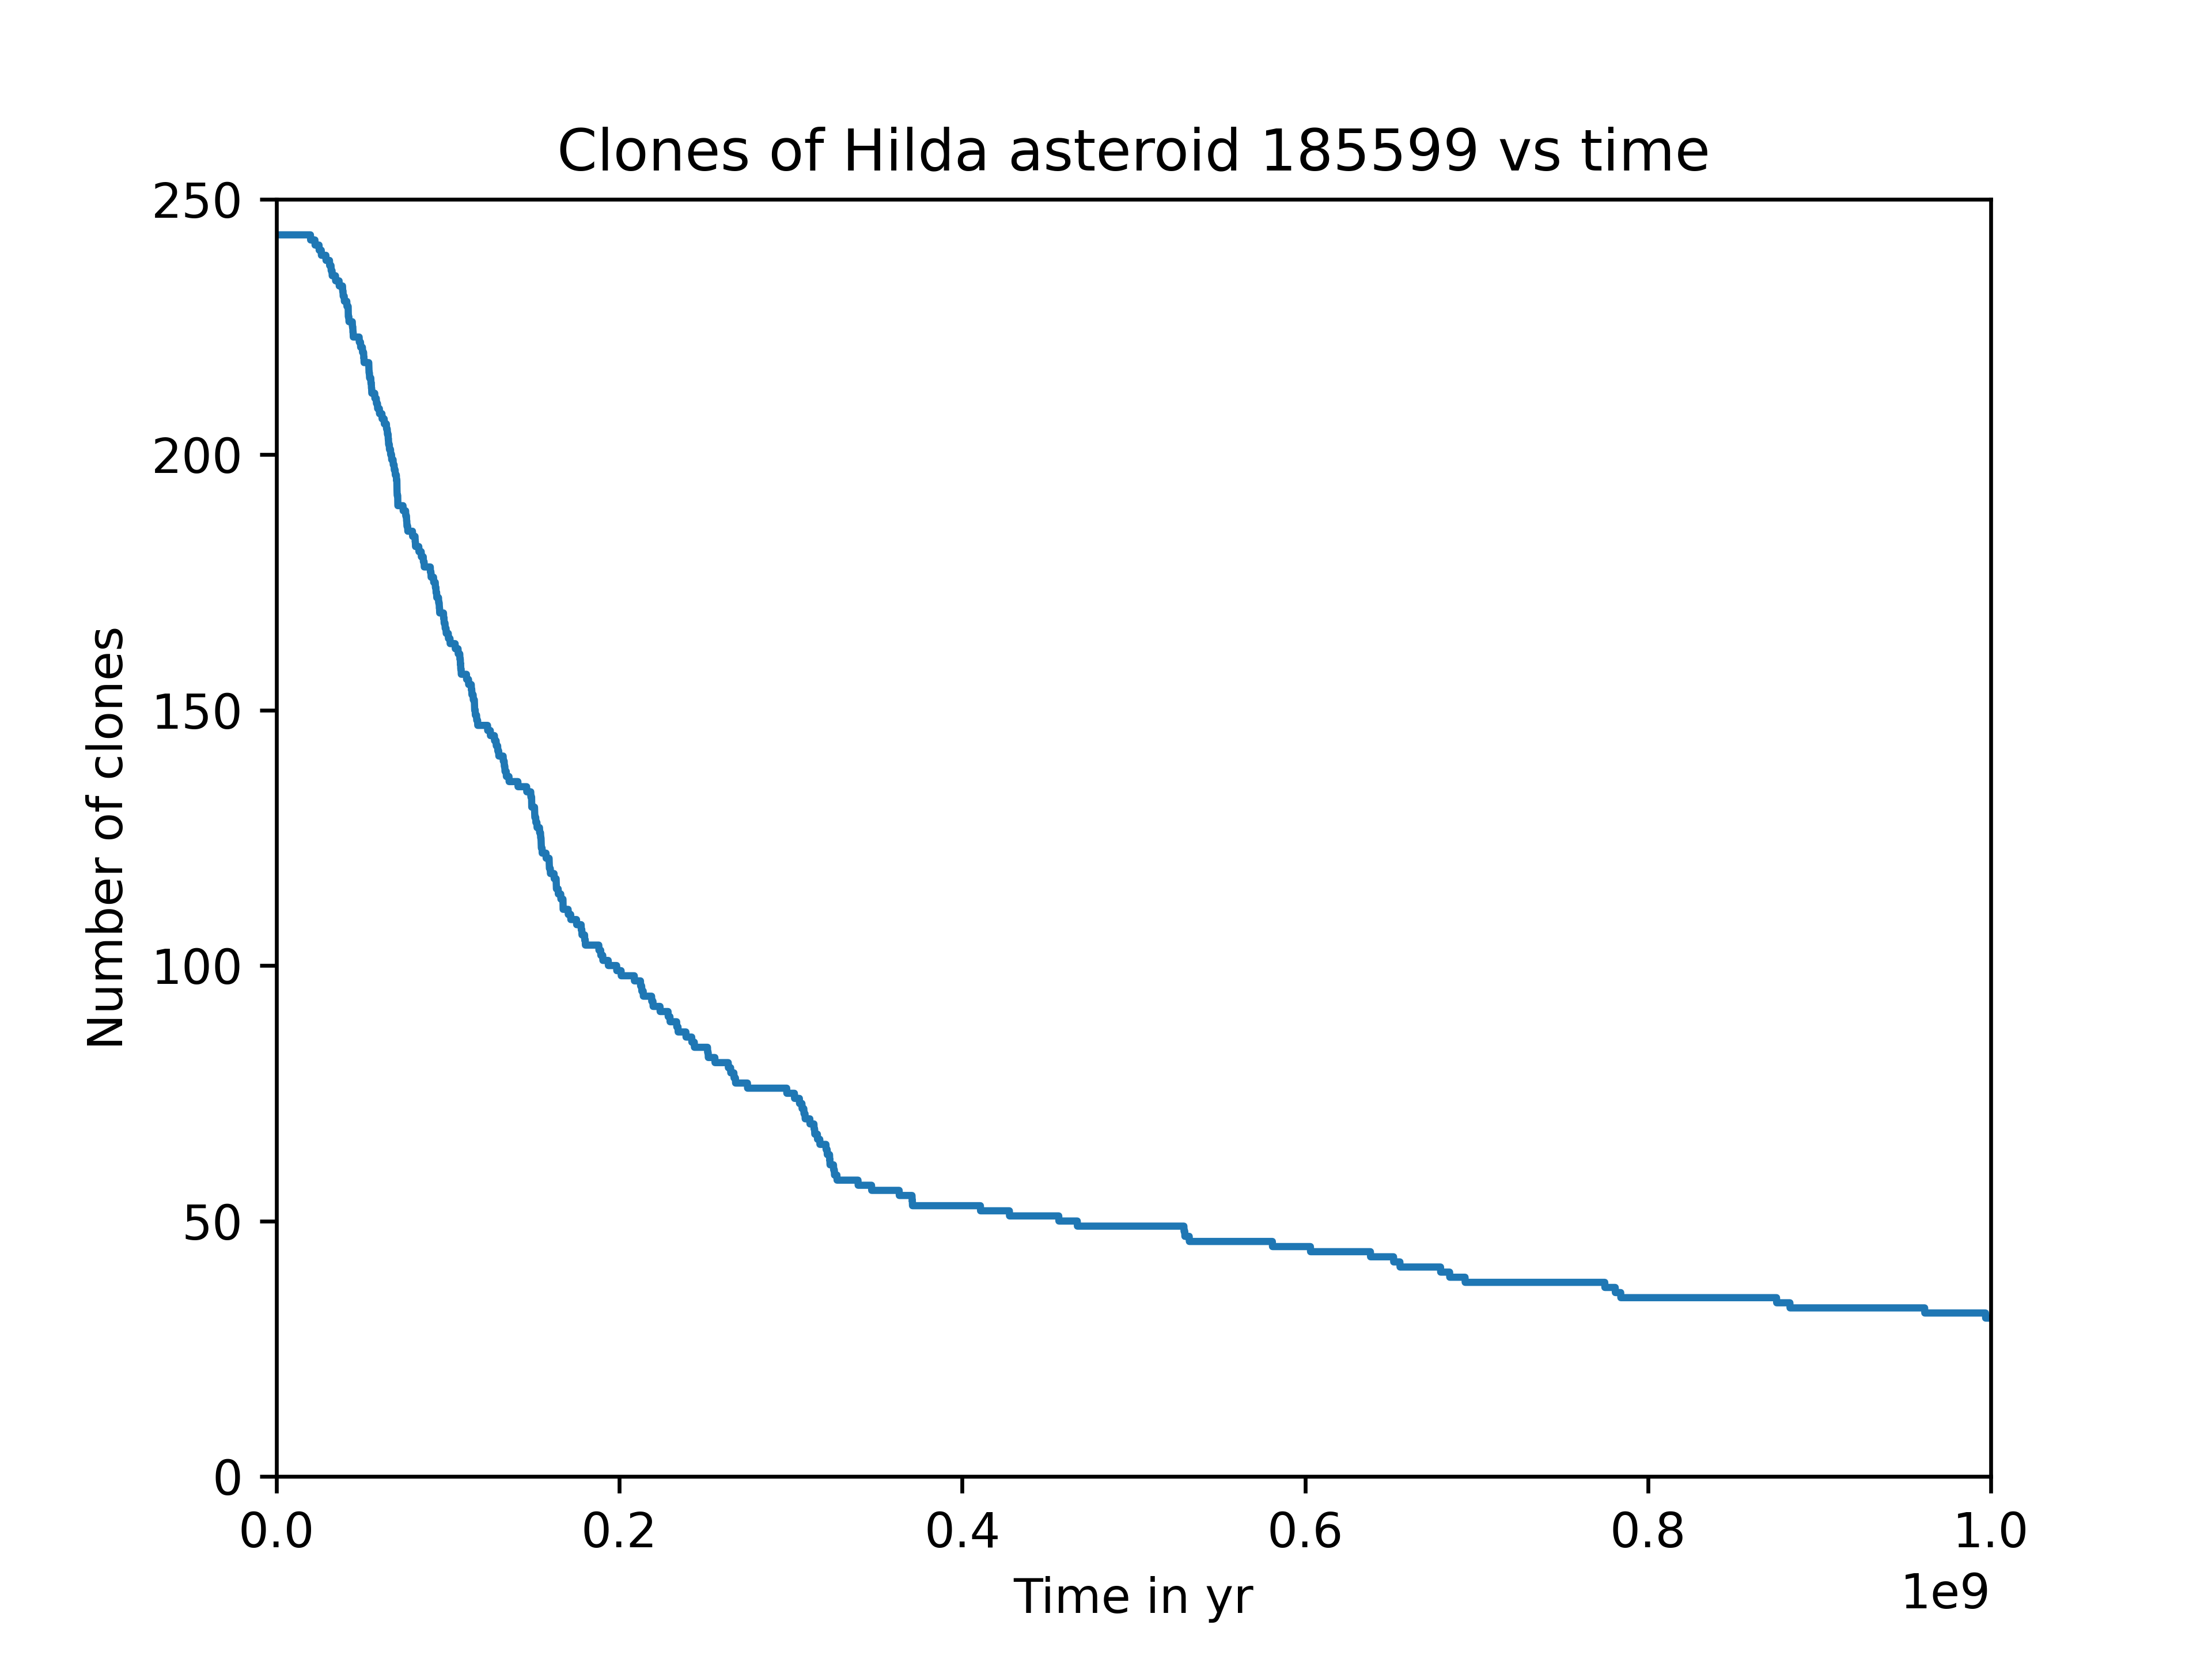 Clones of Hilda asteroid 185599 vs time
250
200
150
100
50
0
Number of clones
0.0 0.2 0.4 0.6 0.8 1.0
1e9
Time in yr